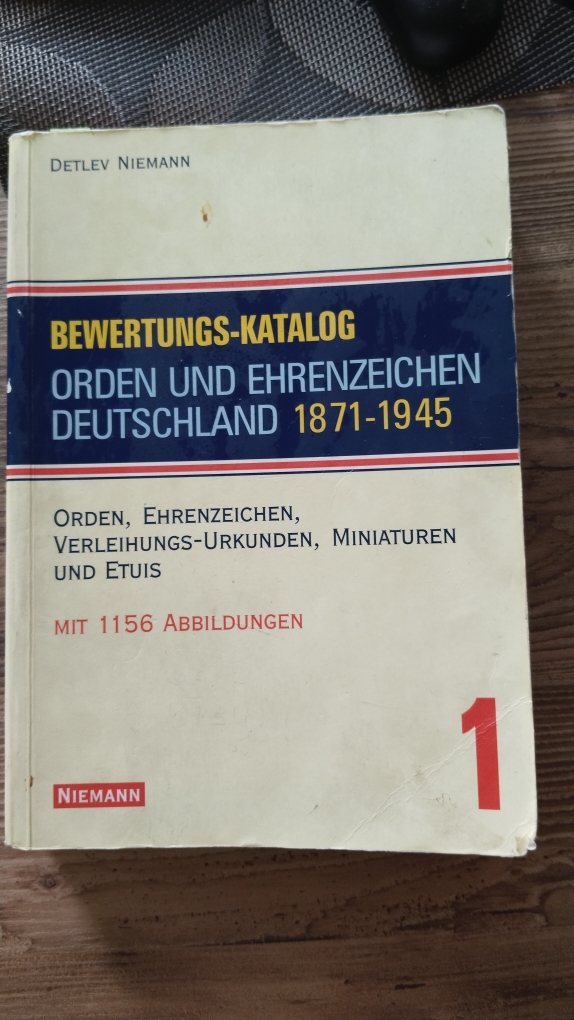 DETLEV NIEMANN
BEWERTUNGS-KATALOG
ORDEN UND EHRENZEICHEN
DEUTSCHLAND 1871-1945
ORDEN, EHRENZEICHEN,
VERLEIHUNGS-URKUNDEN, MINIATUREN
UND ETUIS
MIT 1156 ABBILDUNGEN
1
NIEMANN